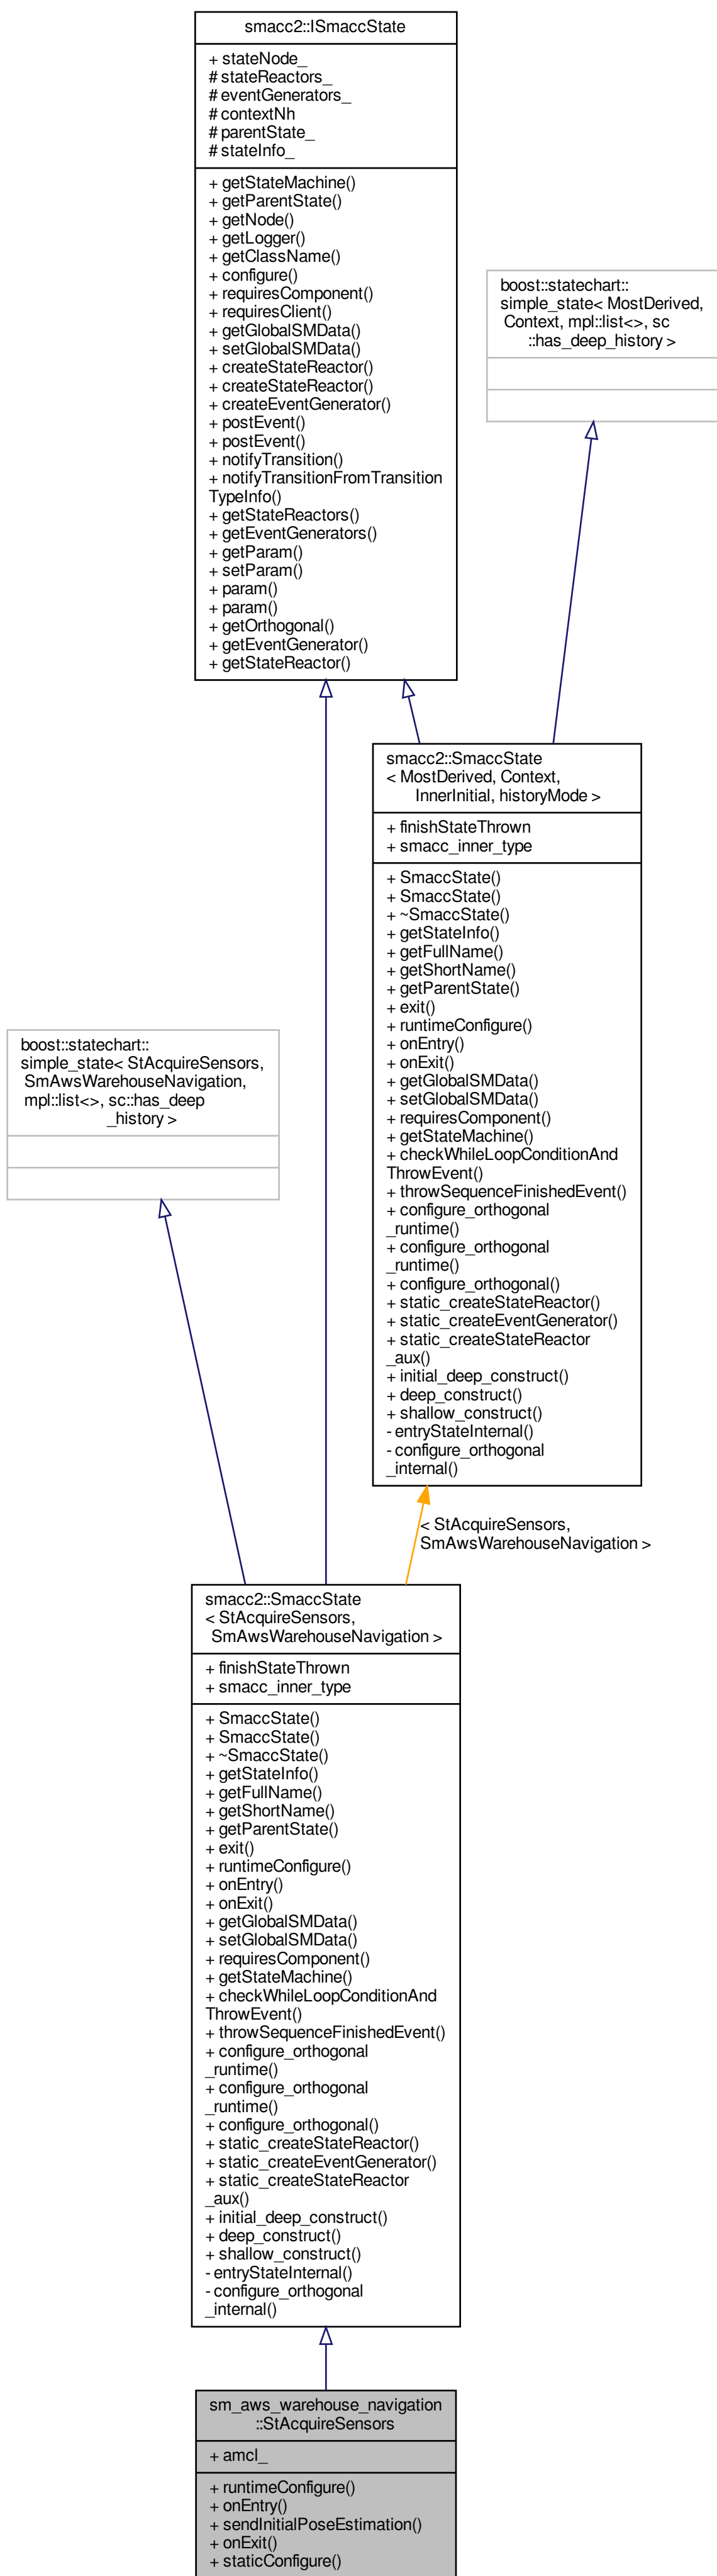 smacc2::ISmaccState
+ stateNode_
# stateReactors_
# eventGenerators_
# contextNh
# parentState_
# stateInfo_
+ getStateMachine()
+ getParentState()
+ getNode()
+ getLogger()
+ getClassName()
+ configure()
+ requiresComponent()
+ requiresClient()
+ getGlobalSMData()
+ setGlobalSMData()
+ createStateReactor()
+ createStateReactor()
+ createEventGenerator()
+ postEvent()
+ postEvent()
+ notifyTransition()
+ notifyTransitionFromTransition
TypeInfo()
+ getStateReactors()
+ getEventGenerators()
+ getParam()
+ setParam()
+ param()
+ param()
+ getOrthogonal()
+ getEventGenerator()
+ getStateReactor()
boost::statechart::
simple_state< MostDerived,
Context, mpl::list<>, sc
::has_deep_history >
smacc2::SmaccState
< MostDerived, Context,
InnerInitial, historyMode >
+ finishStateThrown
+ smacc_inner_type
+ SmaccState()
+ SmaccState()
+ ~SmaccState()
+ getStateInfo()
+ getFullName()
+ getShortName()
+ getParentState()
+ exit()
+ runtimeConfigure()
+ onEntry()
+ onExit()
+ getGlobalSMData()
+ setGlobalSMData()
+ requiresComponent()
+ getStateMachine()
+ checkWhileLoopConditionAnd
ThrowEvent()
+ throwSequenceFinishedEvent()
+ configure_orthogonal
_runtime()
+ configure_orthogonal
_runtime()
+ configure_orthogonal()
+ static_createStateReactor()
+ static_createEventGenerator()
+ static_createStateReactor
_aux()
+ initial_deep_construct()
+ deep_construct()
+ shallow_construct()
- entryStateInternal()
- configure_orthogonal
_internal()
boost::statechart::
simple_state< StAcquireSensors,
SmAwsWarehouseNavigation,
mpl::list<>, sc::has_deep
_history >
< StAcquireSensors,
SmAwsWarehouseNavigation >
smacc2::SmaccState
< StAcquireSensors,
SmAwsWarehouseNavigation >
+ finishStateThrown
+ smacc_inner_type
+ SmaccState()
+ SmaccState()
+ ~SmaccState()
+ getStateInfo()
+ getFullName()
+ getShortName()
+ getParentState()
+ exit()
+ runtimeConfigure()
+ onEntry()
+ onExit()
+ getGlobalSMData()
+ setGlobalSMData()
+ requiresComponent()
+ getStateMachine()
+ checkWhileLoopConditionAnd
ThrowEvent()
+ throwSequenceFinishedEvent()
+ configure_orthogonal
_runtime()
+ configure_orthogonal
_runtime()
+ configure_orthogonal()
+ static_createStateReactor()
+ static_createEventGenerator()
+ static_createStateReactor
_aux()
+ initial_deep_construct()
+ deep_construct()
+ shallow_construct()
- entryStateInternal()
- configure_orthogonal
_internal()
sm_aws_warehouse_navigation
::StAcquireSensors
+ amcl_
+ runtimeConfigure()
+ onEntry()
+ sendInitialPoseEstimation()
+ onExit()
+ staticConfigure()